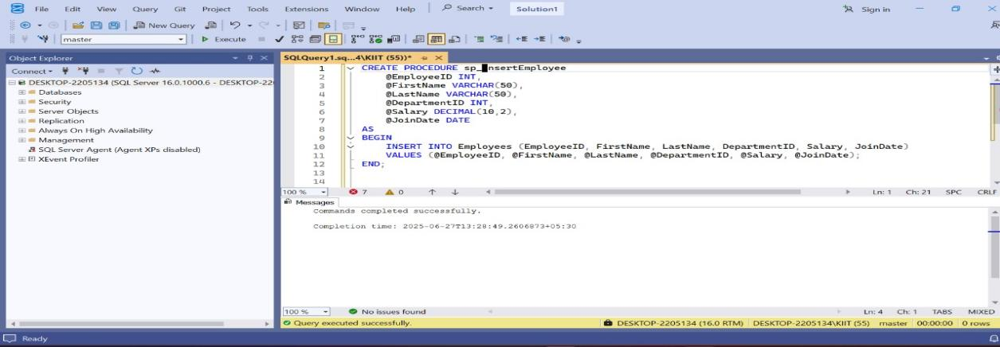 File Edit View Query Git Project Tools Extensions Window Help Search Solution1 Sign in
New Query
master Execute
Object Explorer
SQLQuery1.sq...4\KIIT (55))*
Connect
DESKTOP-2205134 (SQL Server 16.0.1000.6 - DESKTOP-22
Databases
Security
Server Objects
Replication
Always On High Availability
Management
SQL Server Agent (Agent XPs disabled)
XEvent Profiler
1 CREATE PROCEDURE sp_InsertEmployee
2 @EmployeeID INT,
3 @FirstName VARCHAR(50),
4 @LastName VARCHAR(50),
5 @DepartmentID INT,
6 @Salary DECIMAL(10,2),
7 @JoinDate DATE
8 AS
9 BEGIN
10 INSERT INTO Employees (EmployeeID, FirstName, LastName, DepartmentID, Salary, JoinDate)
11 VALUES (@EmployeeID, @FirstName, @LastName, @DepartmentID, @Salary, @JoinDate);
12 END;
13
14
100 % 7 0 Ln: 1 Ch: 21 SPC CRLF
Messages
Commands completed successfully.
Completion time: 2025-06-27T13:28:49.2606873+05:30
100 % No issues found Ln: 4 Ch: 1 TABS MIXED
Query executed successfully. DESKTOP-2205134 (16.0 RTM) DESKTOP-2205134\KIIT (55) master 00:00:00 0 rows
Ready